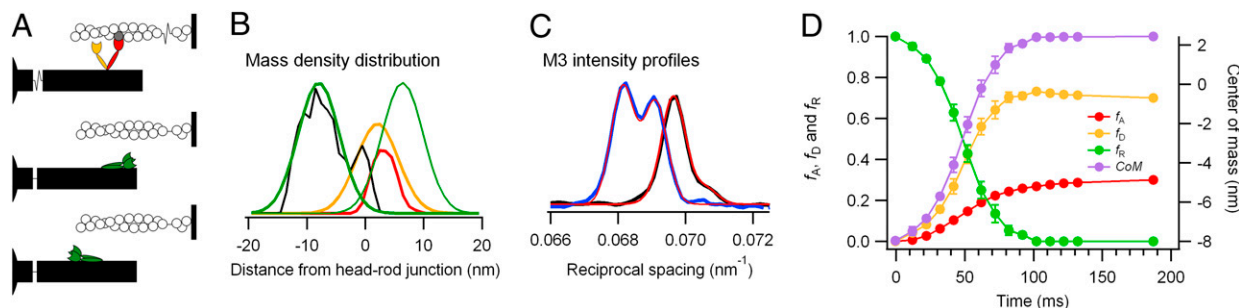 A
B
Mass density distribution
-20 -10 0 10 20
Distance from head-rod junction (nm)
C
M3 intensity profiles
0.066 0.068 0.070 0.072
Reciprocal spacing (nm-1)
D
1.0
0.8
0.6
0.4
0.2
0.0
fA, fD and fR
fA
fD
fR
CoM
2
0
-2
-4
-6
-8
Center of mass (nm)
0 50 100 150 200
Time (ms)